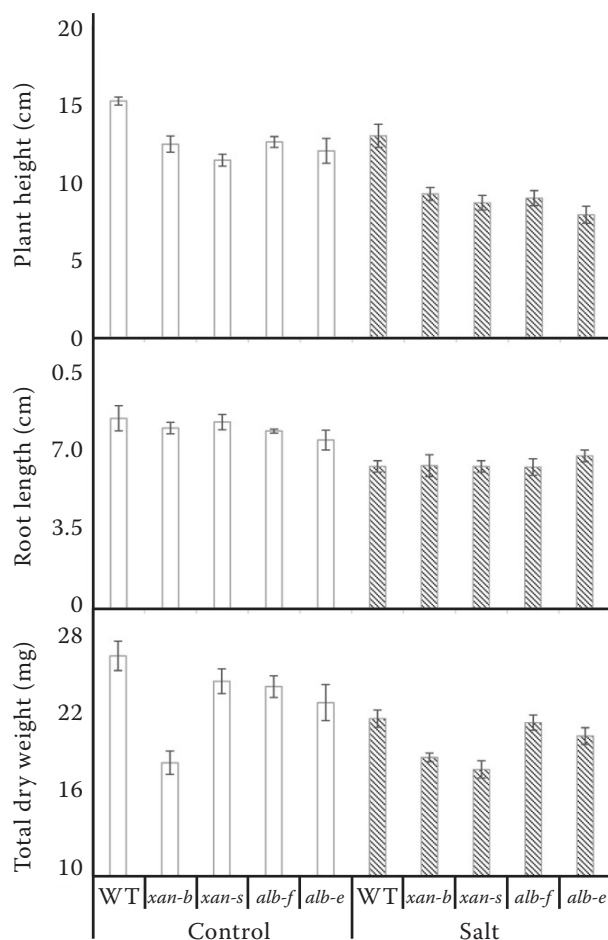 Plant height (cm)
20
15
10
5
0
Root length (cm)
0.5
7.0
3.5
0
Total dry weight (mg)
28
22
16
10
WT xan-b xan-s alb-f alb-e WT xan-b xan-s alb-f alb-e
Control Salt